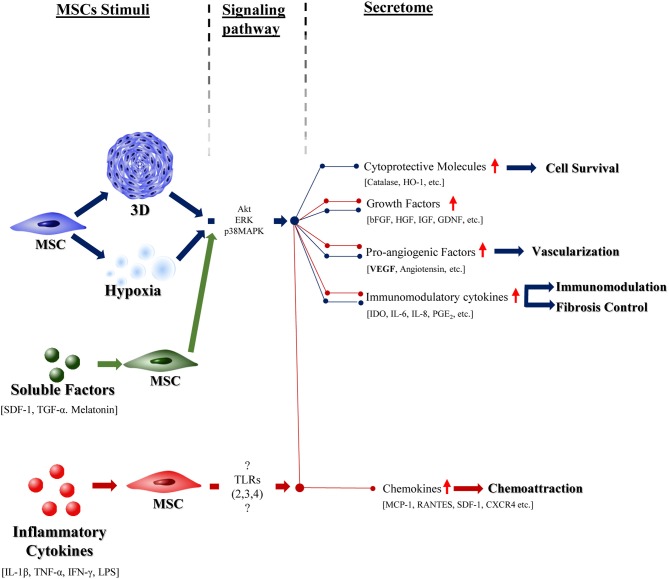 MSCs Stimuli
Signaling
pathway
Secretome
3D
MSC
Hypoxia
Akt
ERK
p38MAPK
Cytoprotective Molecules
[Catalase, HO-1, etc.]
Cell Survival
Growth Factors
[bFGF, HGF, IGF, GDNF, etc.]
Pro-angiogenic Factors
[VEGF, Angiotensin, etc.]
Vascularization
Immunomodulatory cytokines
[IDO, IL-6, IL-8, PGE₂, etc.]
Immunomodulation
Fibrosis Control
Soluble Factors
[SDF-1, TGF-α. Melatonin]
MSC
Inflammatory
Cytokines
[IL-1β, TNF-α, IFN-γ, LPS]
MSC
?
TLRs
(2,3,4)
?
Chemokines
[MCP-1, RANTES, SDF-1, CXCR4 etc.]
Chemoattraction